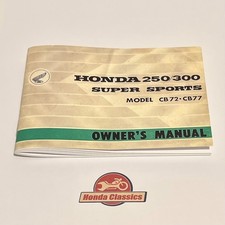 HONDA 250·300
SUPER SPORTS
MODEL CB72·CB77
OWNER'S MANUAL
Honda Classics